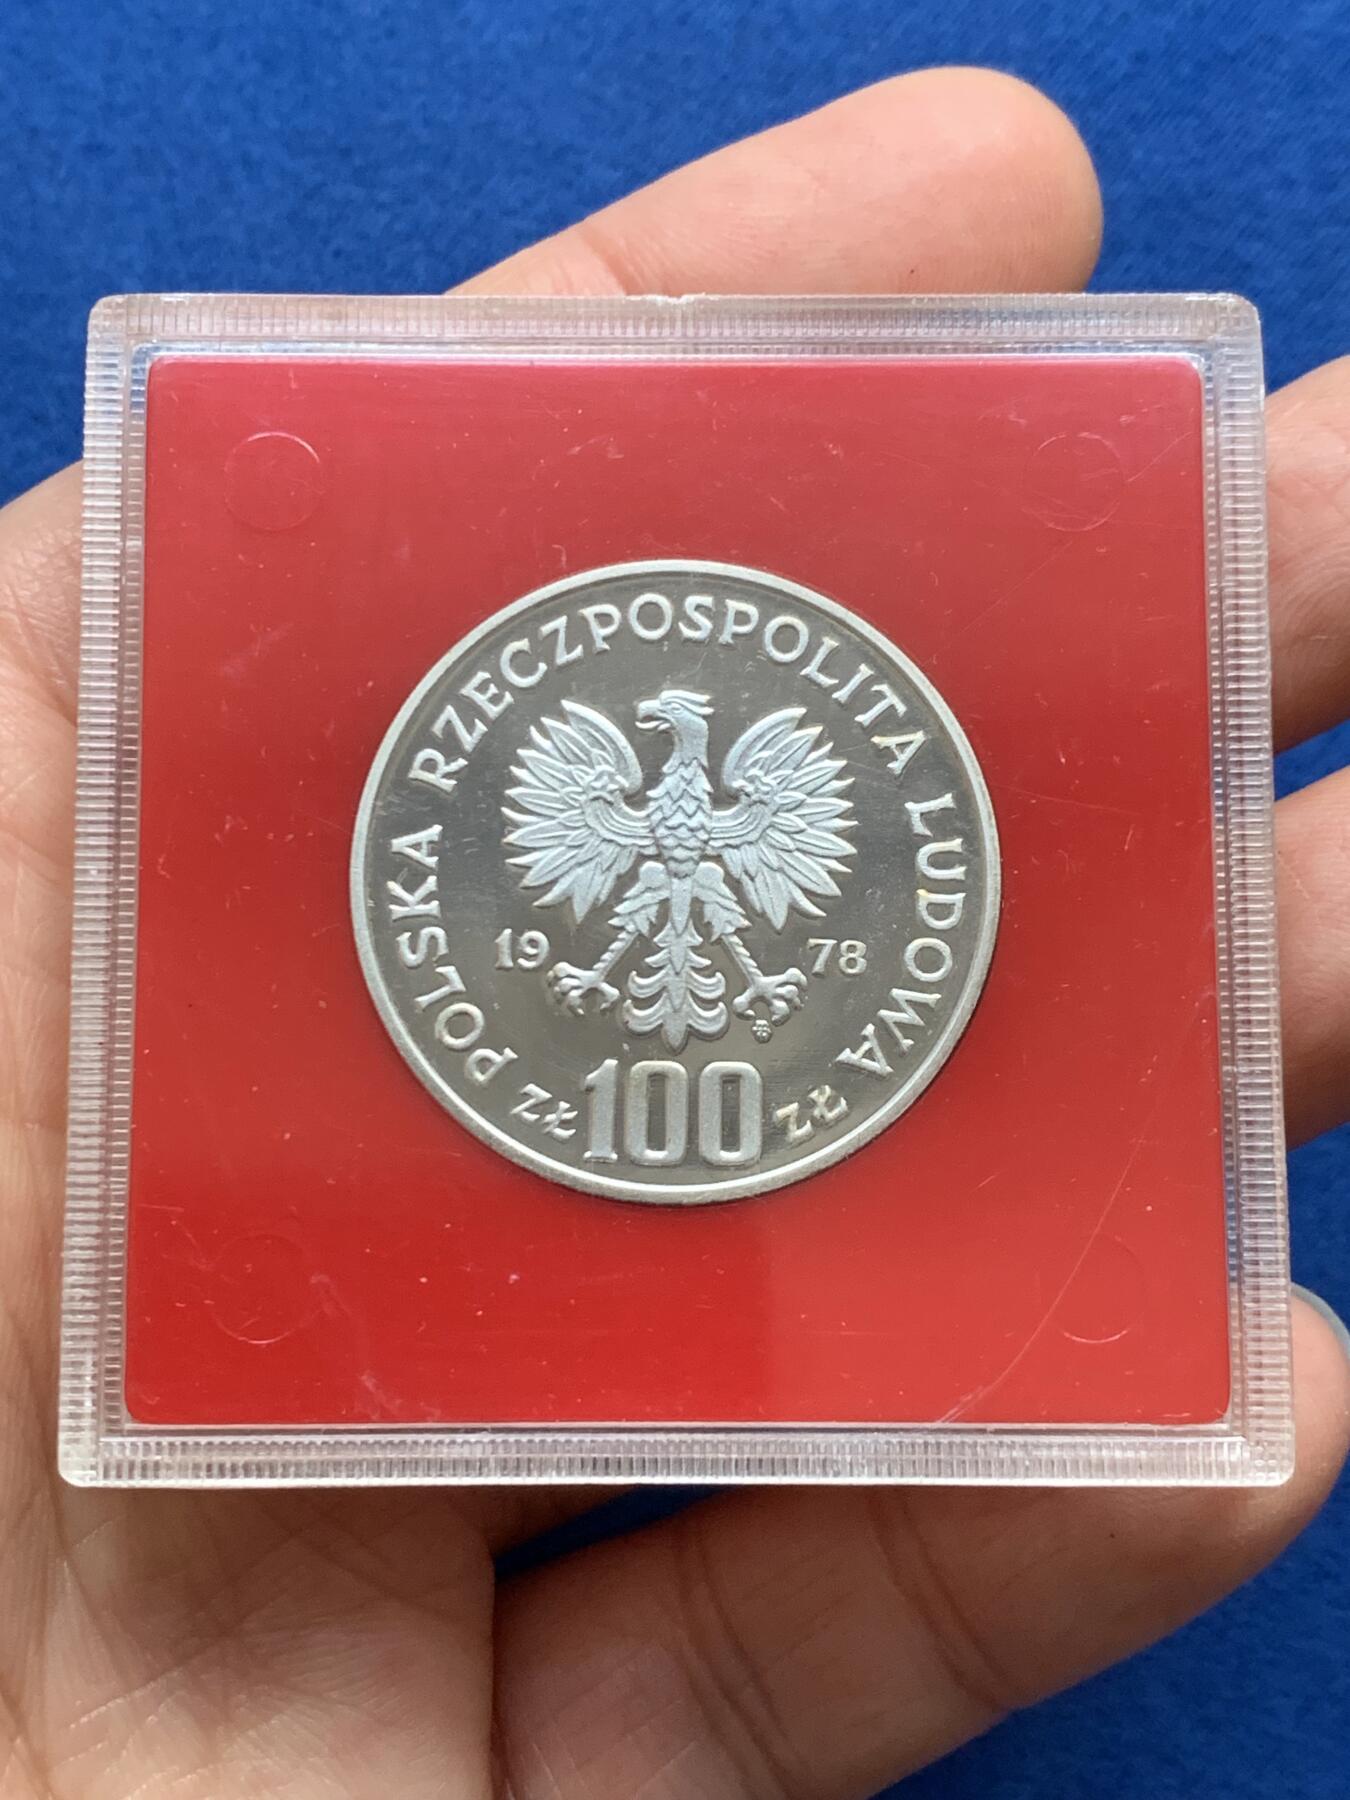 POLSKA RZECZPOSPOLITA LUDOWA
19 78
zł 100 zł